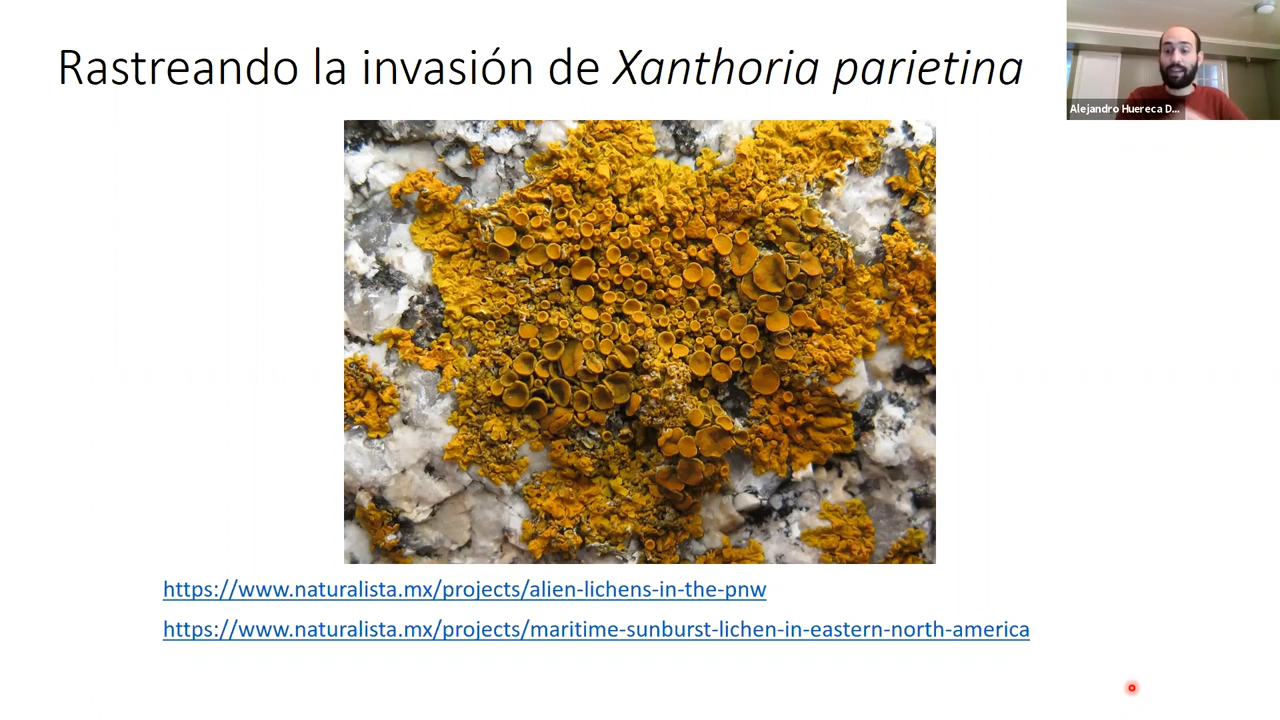 Rastreando la invasión de Xanthoria parietina
Alejandro Huereca D...
https://www.naturalista.mx/projects/alien-lichens-in-the-pnw
https://www.naturalista.mx/projects/maritime-sunburst-lichen-in-eastern-north-america